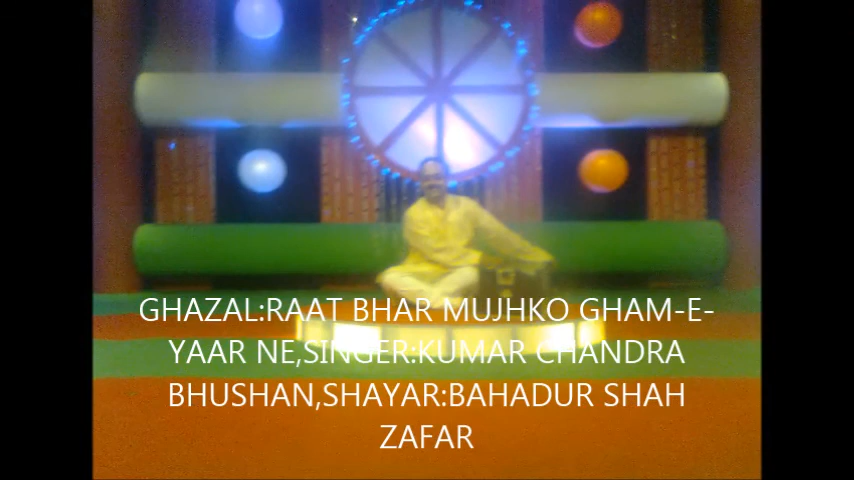 GHAZAL:RAAT BHAR MUJHKO GHAM-E-
YAAR NE,SINGER:KUMAR CHANDRA
BHUSHAN,SHAYAR:BAHADUR SHAH
ZAFAR